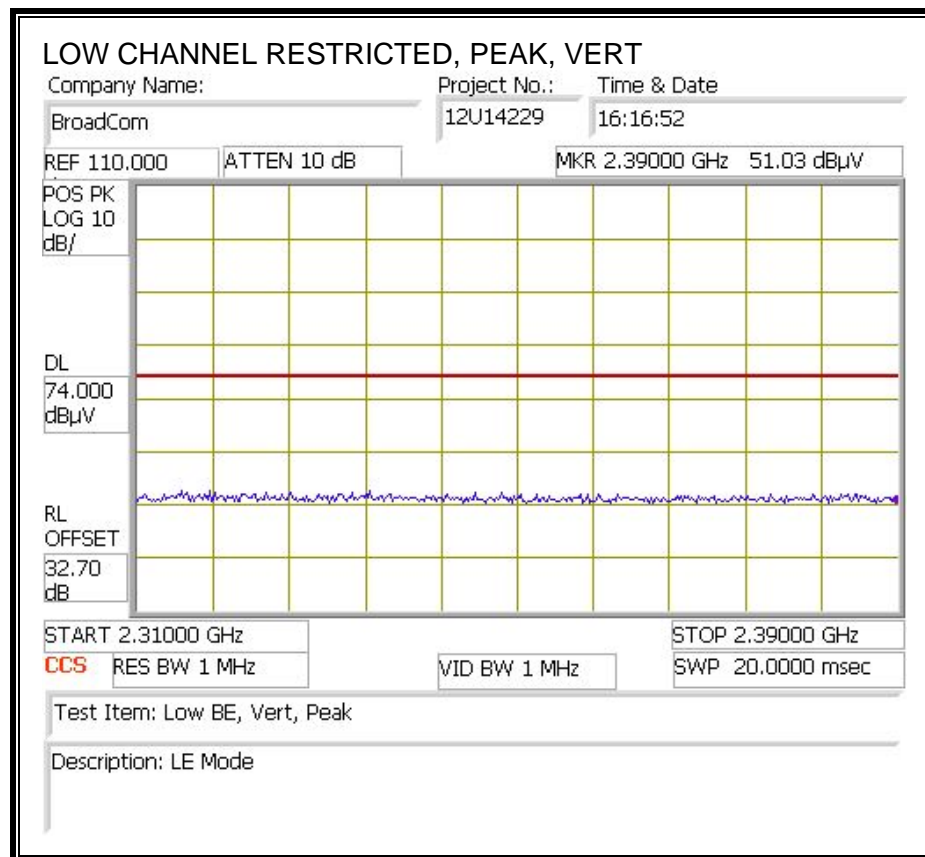 LOW CHANNEL RESTRICTED, PEAK, VERT
Company Name: Project No.: Time & Date
BroadCom 12U14229 16:16:52
REF 110.000 ATTEN 10 dB MKR 2.39000 GHz 51.03 dBµV
POS PK
LOG 10
dB/
DL
74.000
dBµV
RL
OFFSET
32.70
dB
START 2.31000 GHz STOP 2.39000 GHz
CCS RES BW 1 MHz VID BW 1 MHz SWP 20.0000 msec
Test Item: Low BE, Vert, Peak
Description: LE Mode